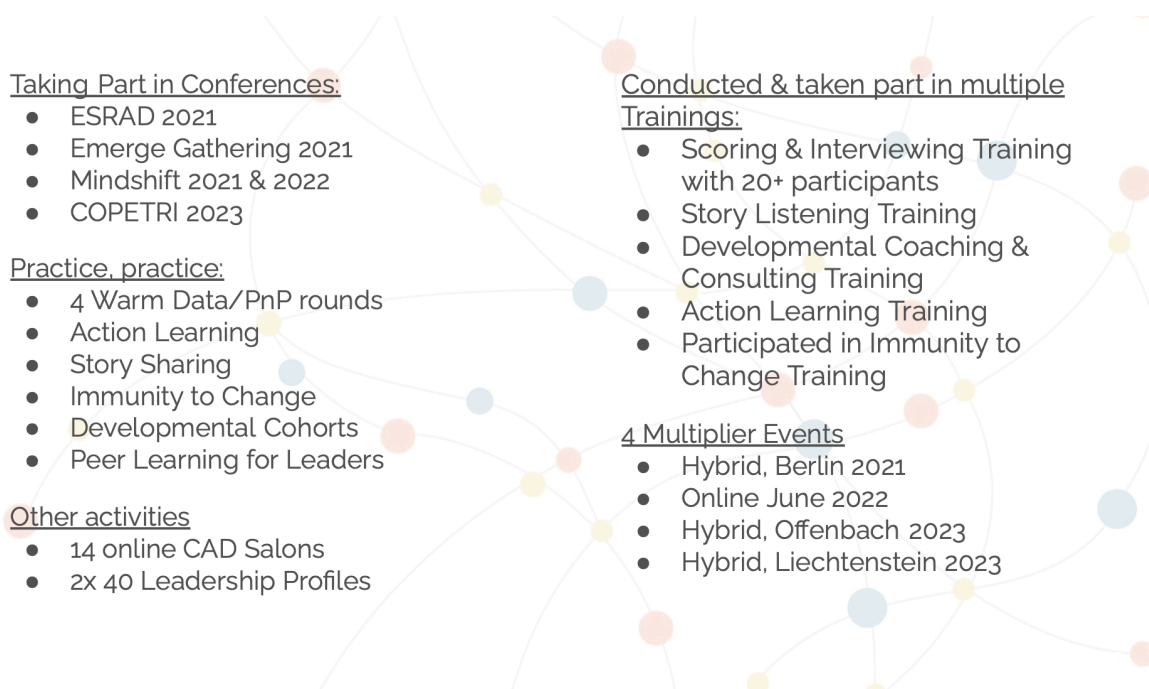 Taking Part in Conferences:
● ESRAD 2021
● Emerge Gathering 2021
● Mindshift 2021 & 2022
● COPETRI 2023
Practice, practice:
● 4 Warm Data/PnP rounds
● Action Learning
● Story Sharing
● Immunity to Change
● Developmental Cohorts
● Peer Learning for Leaders
Other activities
● 14 online CAD Salons
● 2x 40 Leadership Profiles
Conducted & taken part in multiple
Trainings:
● Scoring & Interviewing Training
with 20+ participants
● Story Listening Training
● Developmental Coaching &
Consulting Training
● Action Learning Training
● Participated in Immunity to
Change Training
4 Multiplier Events
● Hybrid, Berlin 2021
● Online June 2022
● Hybrid, Offenbach 2023
● Hybrid, Liechtenstein 2023